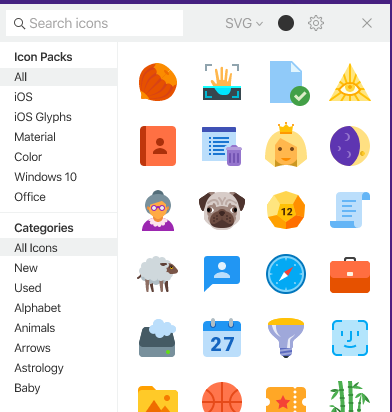 Search icons
SVG
Icon Packs
All
iOS
iOS Glyphs
Material
Color
Windows 10
Office
Categories
All Icons
New
Used
Alphabet
Animals
Arrows
Astrology
Baby
12
27